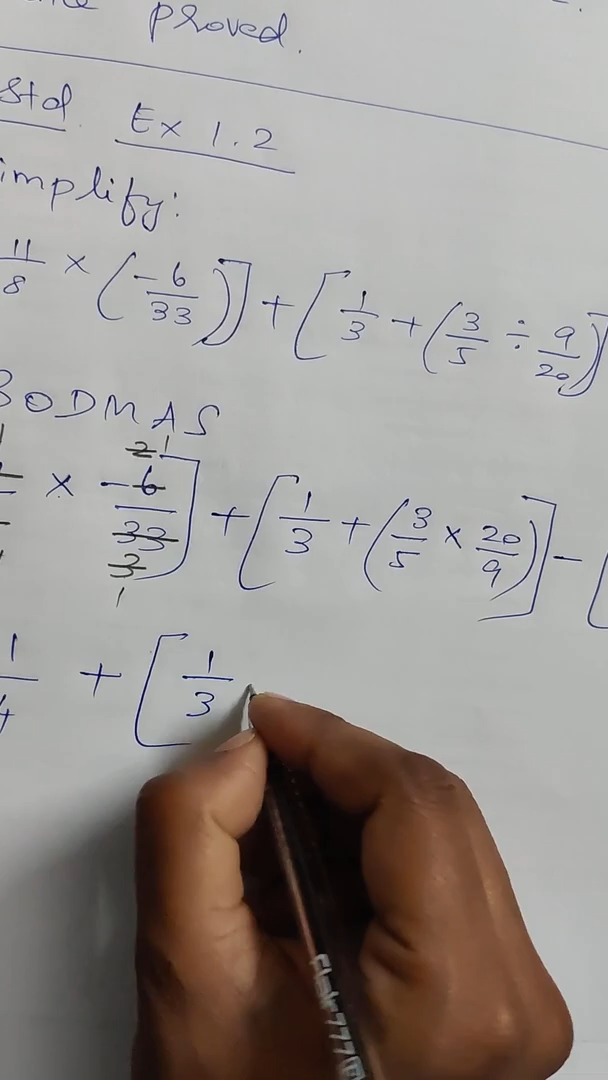 proved.
Std Ex 1.2
implify:
11/8 × (-6/33)] + [1/3 + (3/5 ÷ 9/20)]
BODMAS
× -6/33] + [1/3 + (3/5 × 20/9)] - [
1/4 + [1/3